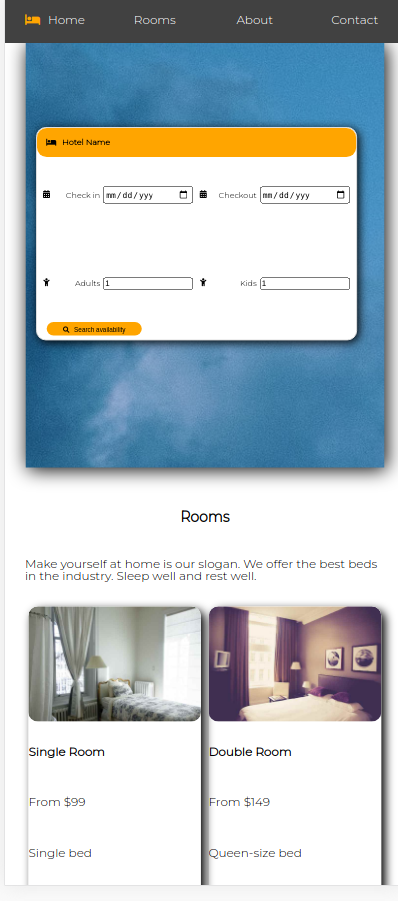 Home Rooms About Contact
Hotel Name
Check in mm/dd/yyy Checkout mm/dd/yyy
Adults 1 Kids 1
Search availability
Rooms
Make yourself at home is our slogan. We offer the best beds
in the industry. Sleep well and rest well.
Single Room Double Room
From $99 From $149
Single bed Queen-size bed